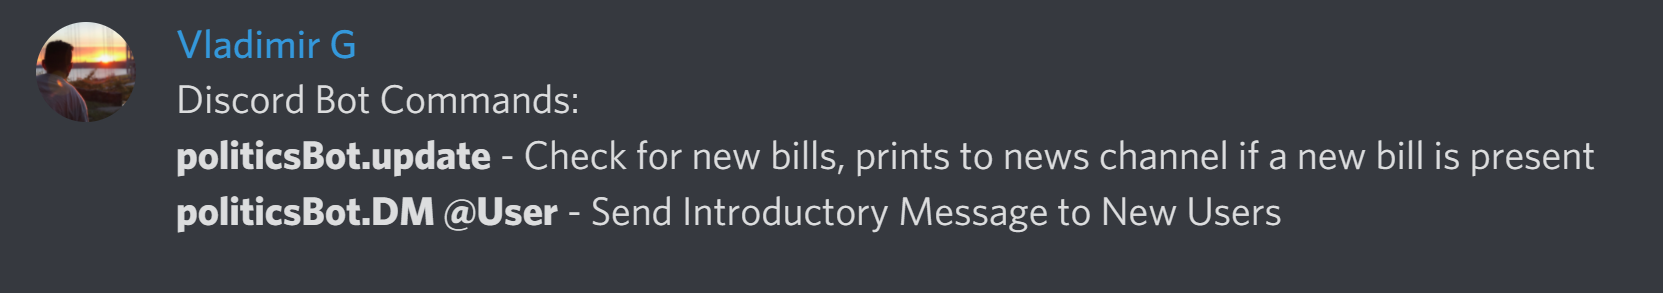 Vladimir G
Discord Bot Commands:
politicsBot.update - Check for new bills, prints to news channel if a new bill is present
politicsBot.DM @User - Send Introductory Message to New Users